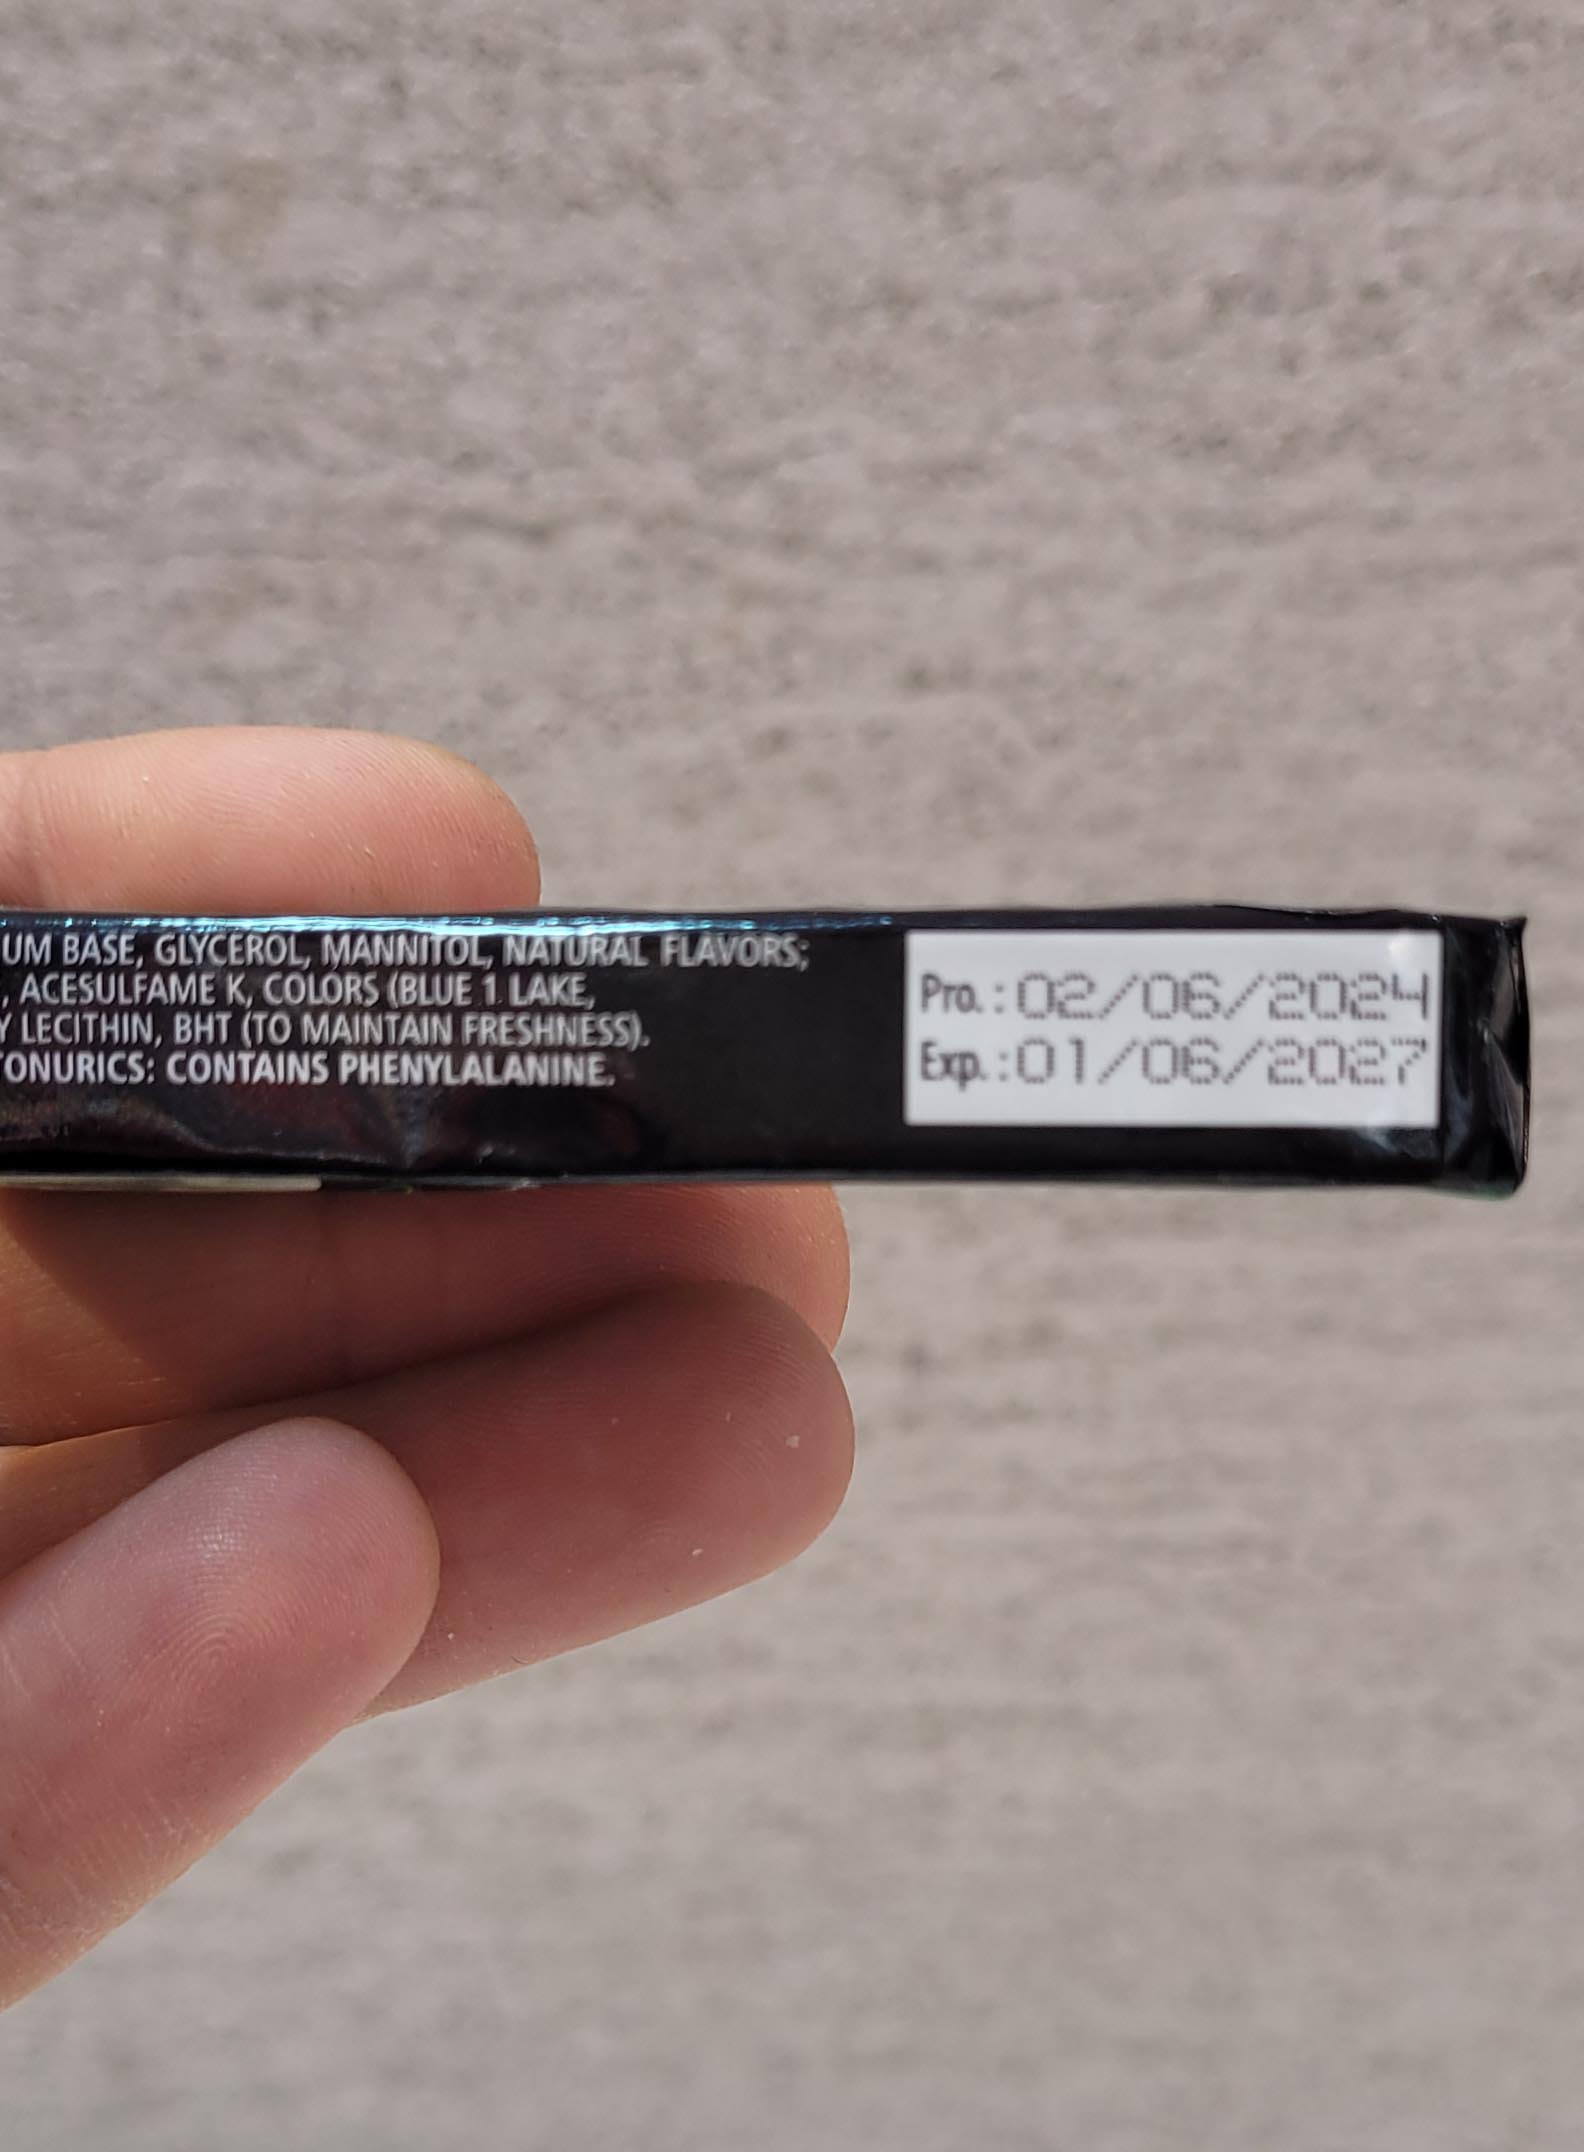 UM BASE, GLYCEROL, MANNITOL, NATURAL FLAVORS;
, ACESULFAME K, COLORS (BLUE 1 LAKE,
Y LECITHIN, BHT (TO MAINTAIN FRESHNESS).
ONURICS: CONTAINS PHENYLALANINE.
Pro.: 02/06/2024
Exp.: 01/06/2027